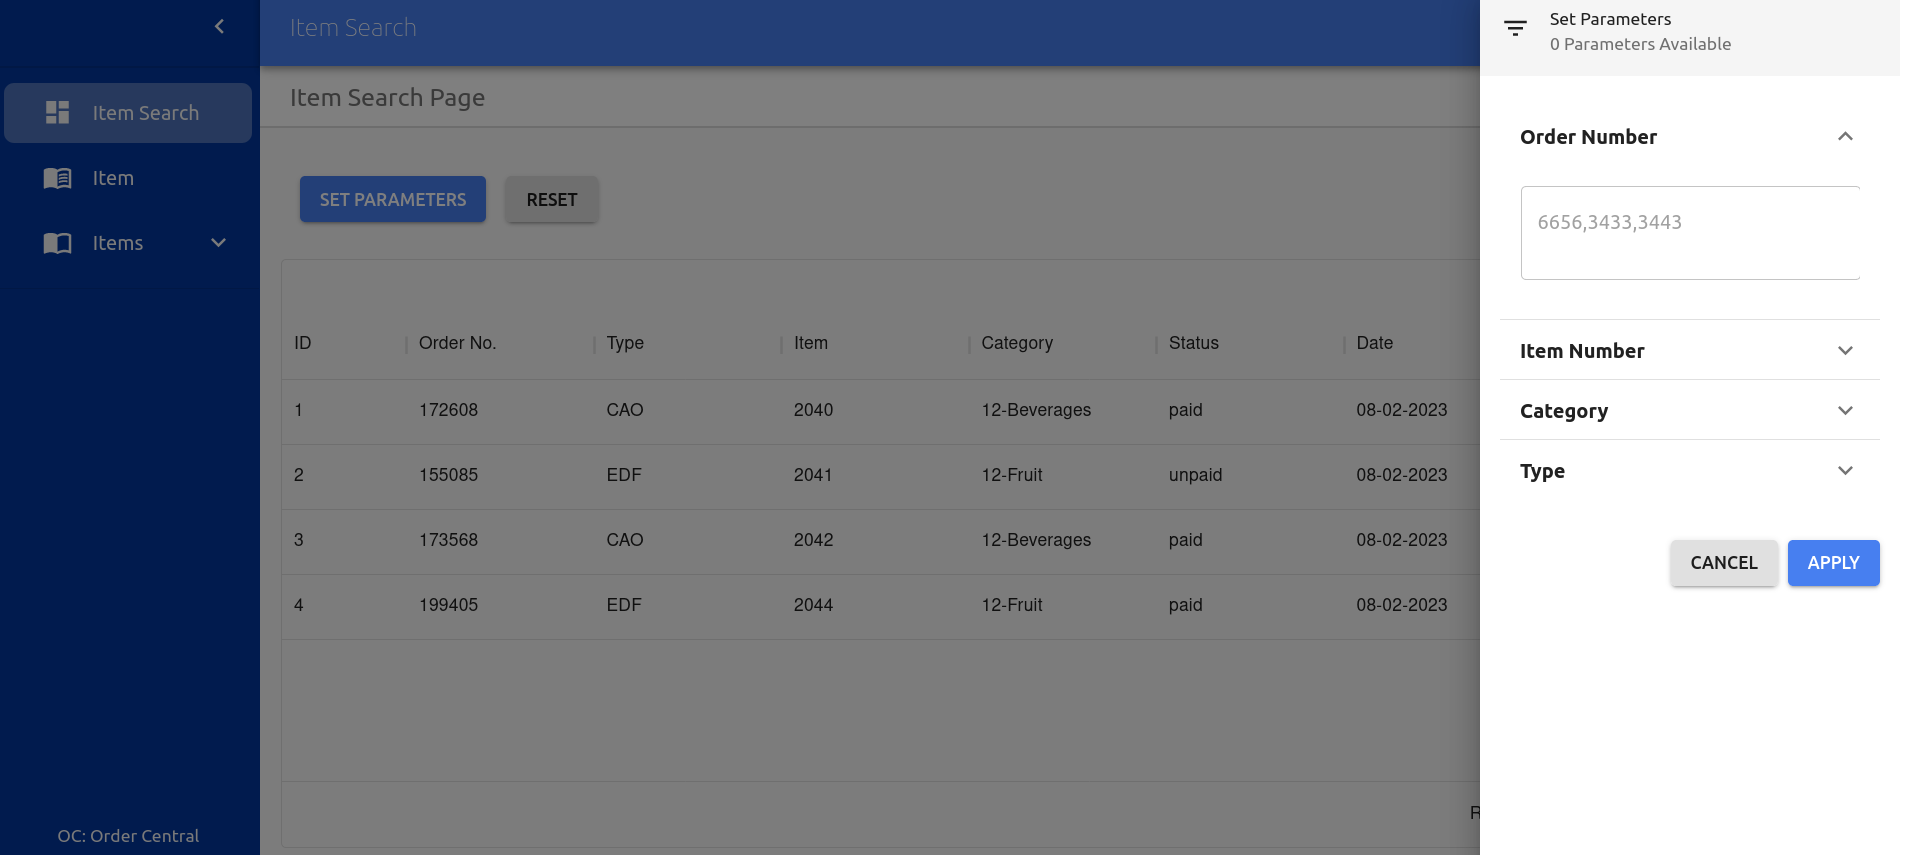 Item Search
Item
Items
OC: Order Central
Item Search
Item Search Page
SET PARAMETERS
RESET
ID Order No. Type Item Category Status Date
1 172608 CAO 2040 12-Beverages paid 08-02-2023
2 155085 EDF 2041 12-Fruit unpaid 08-02-2023
3 173568 CAO 2042 12-Beverages paid 08-02-2023
4 199405 EDF 2044 12-Fruit paid 08-02-2023
Set Parameters
0 Parameters Available
Order Number
6656,3433,3443
Item Number
Category
Type
CANCEL
APPLY